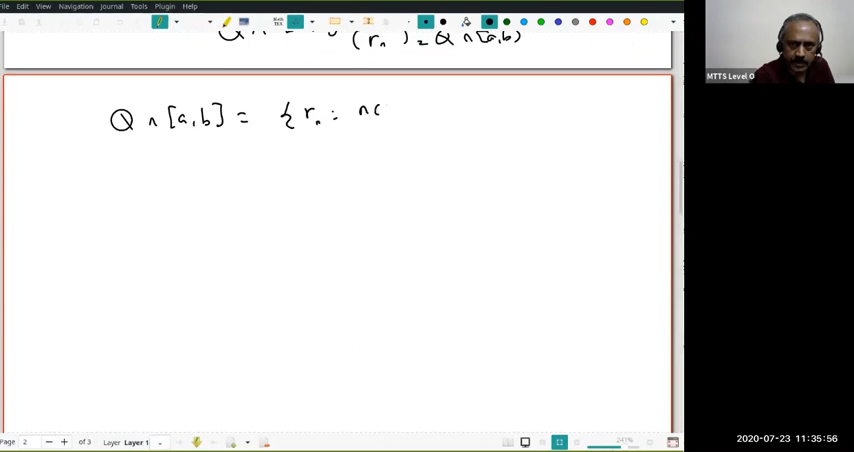 File Edit View Navigation Journal Tools Plugin Help
(rₙ) = Q ∩ [a,b)
Q ∩ [a,b] = { rₙ : n
MTTS Level O
Page 2 of 3 Layer Layer 1 241%
2020-07-23 11:35:56